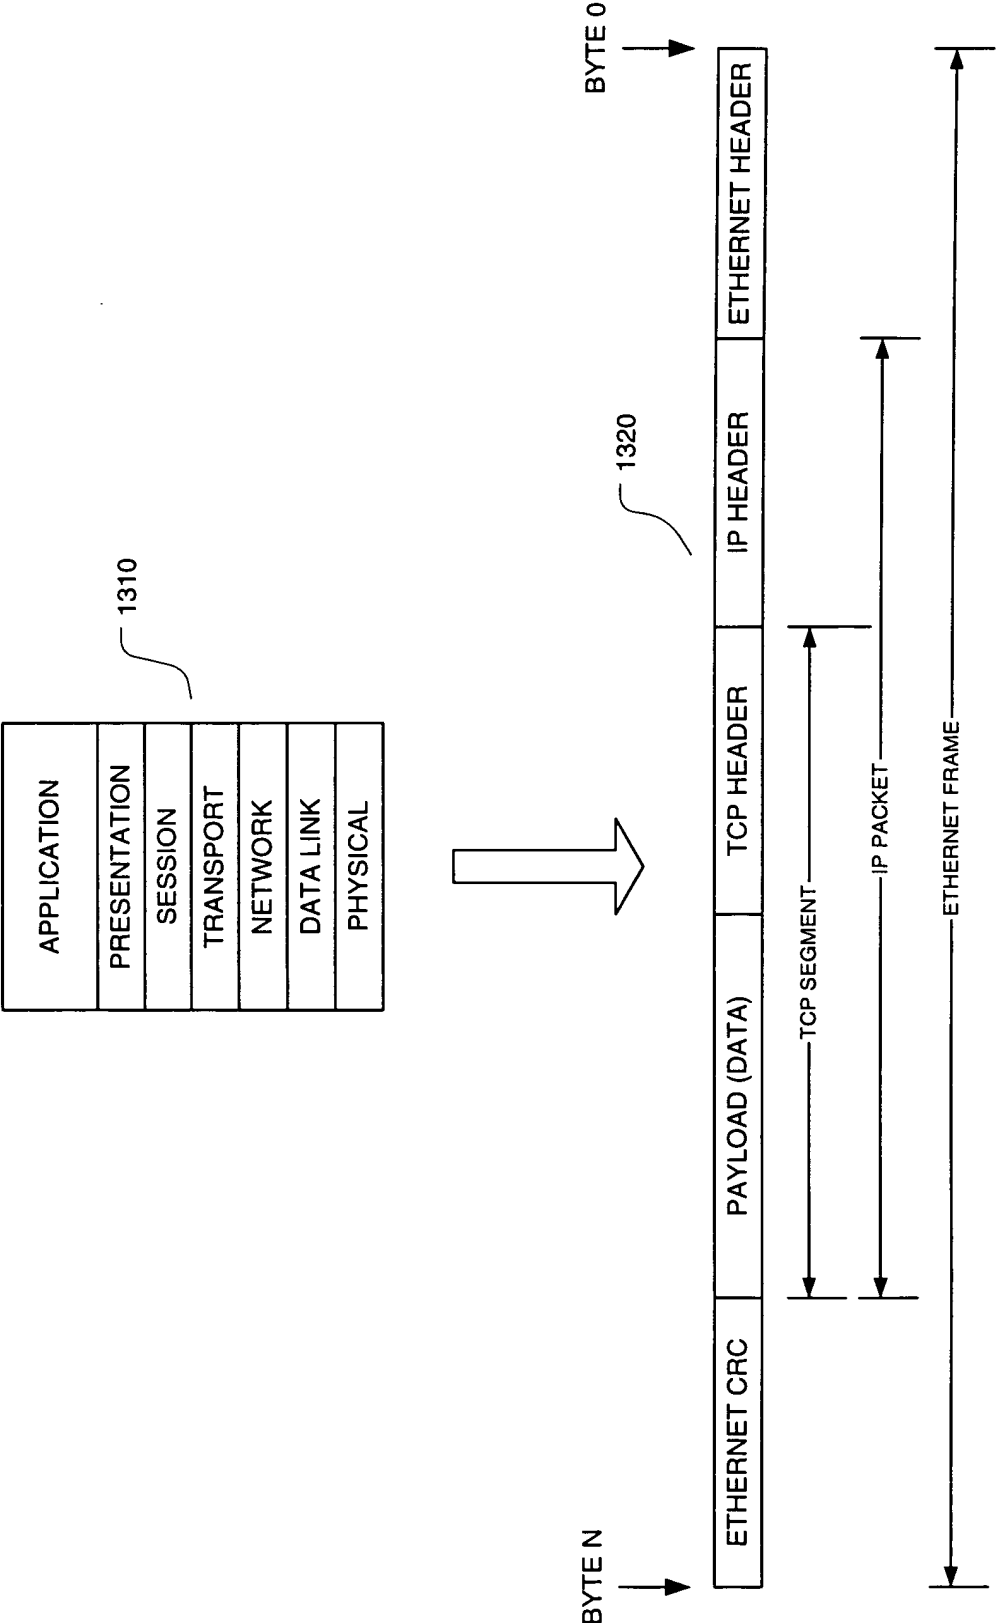 APPLICATION
PRESENTATION
SESSION
TRANSPORT
NETWORK
DATA LINK
PHYSICAL
1310
BYTE N
BYTE 0
1320
ETHERNET CRC
PAYLOAD (DATA)
TCP HEADER
IP HEADER
ETHERNET HEADER
TCP SEGMENT
IP PACKET
ETHERNET FRAME